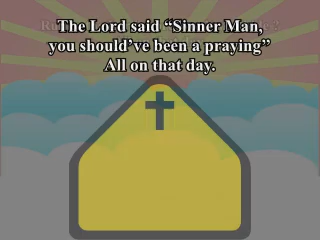 The Lord said “Sinner Man,
you should’ve been a praying”
All on that day.